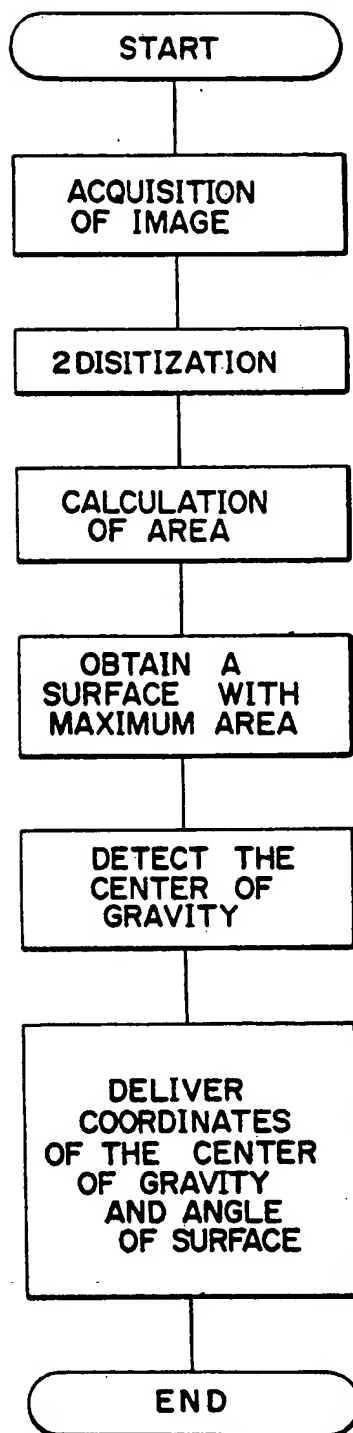 START
ACQUISITION
OF IMAGE
2DISITIZATION
CALCULATION
OF AREA
OBTAIN A
SURFACE WITH
MAXIMUM AREA
DETECT THE
CENTER OF
GRAVITY
DELIVER
COORDINATES
OF THE CENTER
OF GRAVITY
AND ANGLE
OF SURFACE
END